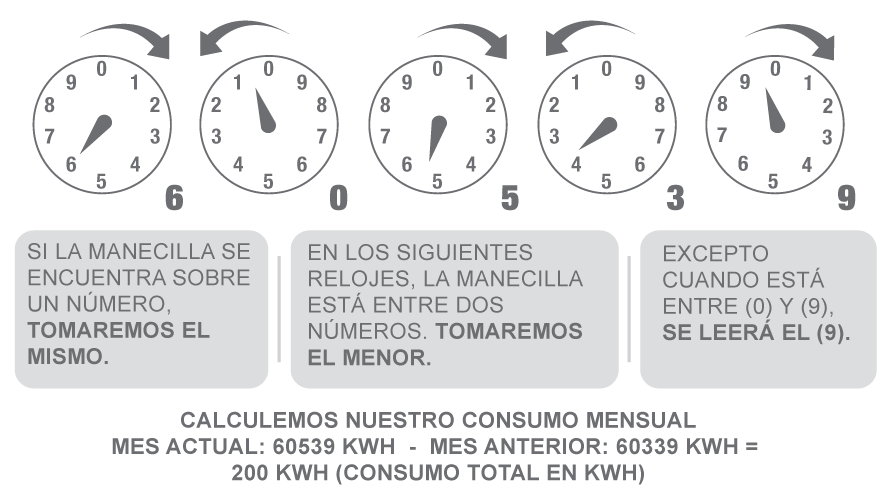 0 1 2 3 4 5 6 7 8 9
0 9 8 7 6 5 4 3 2 1
0 1 2 3 4 5 6 7 8 9
0 9 8 7 6 5 4 3 2 1
0 1 2 3 4 5 6 7 8 9
6 0 5 3 9
SI LA MANECILLA SE
ENCUENTRA SOBRE
UN NÚMERO,
TOMAREMOS EL
MISMO.
EN LOS SIGUIENTES
RELOJES, LA MANECILLA
ESTÁ ENTRE DOS
NÚMEROS. TOMAREMOS
EL MENOR.
EXCEPTO
CUANDO ESTÁ
ENTRE (0) Y (9),
SE LEERÁ EL (9).
CALCULEMOS NUESTRO CONSUMO MENSUAL
MES ACTUAL: 60539 KWH - MES ANTERIOR: 60339 KWH =
200 KWH (CONSUMO TOTAL EN KWH)